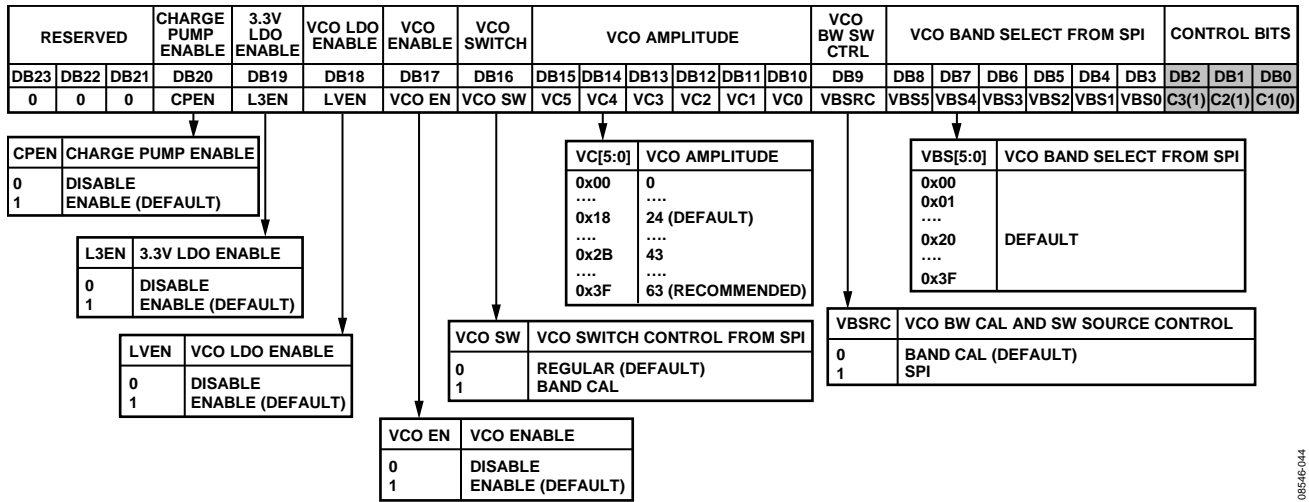 RESERVED
CHARGE PUMP ENABLE
3.3V LDO ENABLE
VCO LDO ENABLE
VCO ENABLE
VCO SWITCH
VCO AMPLITUDE
VCO BW SW CTRL
VCO BAND SELECT FROM SPI
CONTROL BITS
DB23 DB22 DB21 DB20 DB19 DB18 DB17 DB16 DB15 DB14 DB13 DB12 DB11 DB10 DB9 DB8 DB7 DB6 DB5 DB4 DB3 DB2 DB1 DB0
0 0 0 CPEN L3EN LVEN VCO EN VCO SW VC5 VC4 VC3 VC2 VC1 VC0 VBSRC VBS5 VBS4 VBS3 VBS2 VBS1 VBS0 C3(1) C2(1) C1(0)
CPEN CHARGE PUMP ENABLE
0 DISABLE
1 ENABLE (DEFAULT)
L3EN 3.3V LDO ENABLE
0 DISABLE
1 ENABLE (DEFAULT)
LVEN VCO LDO ENABLE
0 DISABLE
1 ENABLE (DEFAULT)
VCO EN VCO ENABLE
0 DISABLE
1 ENABLE (DEFAULT)
VCO SW VCO SWITCH CONTROL FROM SPI
0 REGULAR (DEFAULT)
1 BAND CAL
VC[5:0] VCO AMPLITUDE
0x00 0
.... ....
0x18 24 (DEFAULT)
.... ....
0x2B 43
.... ....
0x3F 63 (RECOMMENDED)
VBSRC VCO BW CAL AND SW SOURCE CONTROL
0 BAND CAL (DEFAULT)
1 SPI
VBS[5:0] VCO BAND SELECT FROM SPI
0x00
0x01
....
0x20 DEFAULT
....
0x3F
08546-044